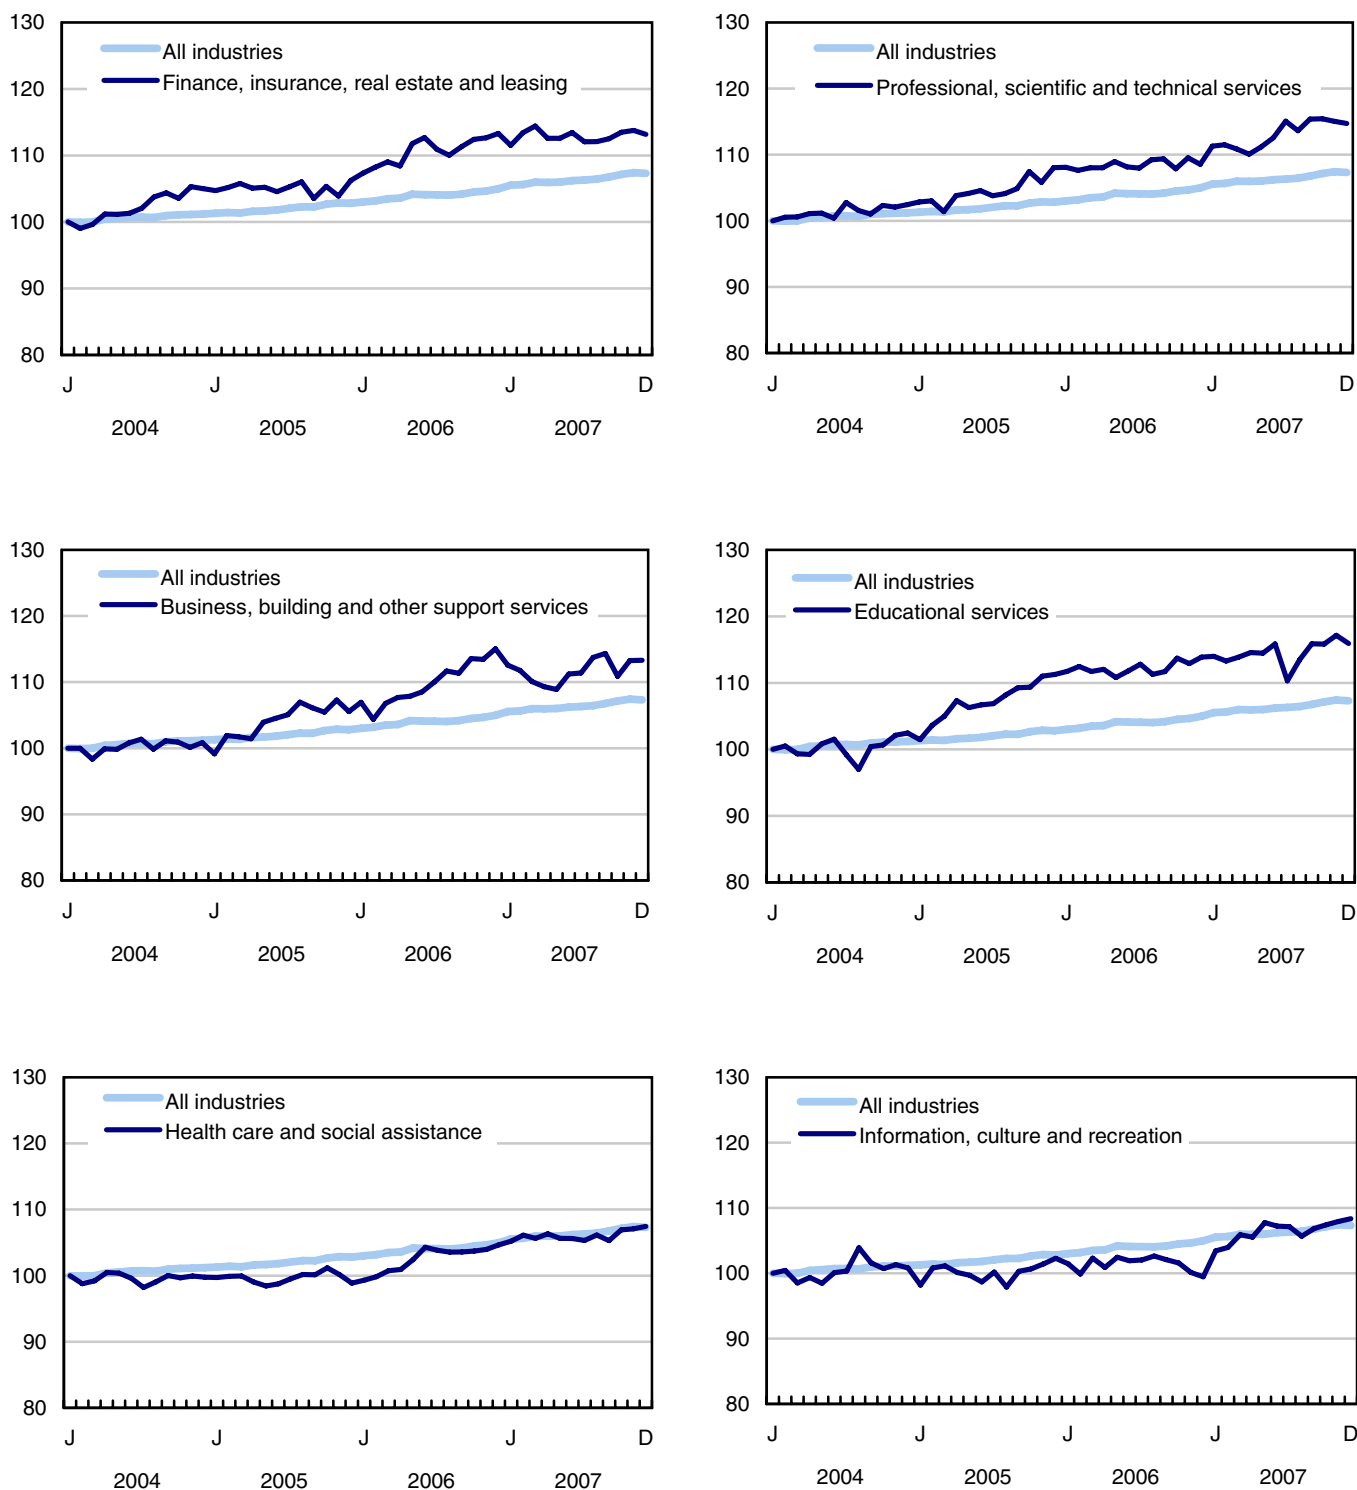 130
All industries
Finance, insurance, real estate and leasing
120
110
100
90
80
J J J J D
2004 2005 2006 2007
130
All industries
Professional, scientific and technical services
120
110
100
90
80
J J J J D
2004 2005 2006 2007
130
All industries
Business, building and other support services
120
110
100
90
80
J J J J D
2004 2005 2006 2007
130
All industries
Educational services
120
110
100
90
80
J J J J D
2004 2005 2006 2007
130
All industries
Health care and social assistance
120
110
100
90
80
J J J J D
2004 2005 2006 2007
130
All industries
Information, culture and recreation
120
110
100
90
80
J J J J D
2004 2005 2006 2007